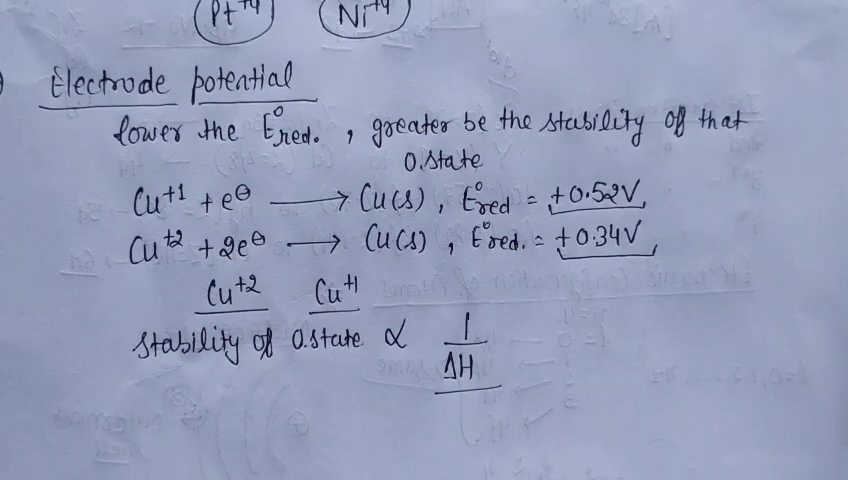 Pt⁺⁴ Ni⁺⁴
Electrode potential
lower the E°red. , greater be the stability of that
O.state
Cu⁺¹ + e⊖ ⟶ Cu(s) , E°red = +0.52V
Cu⁺² + 2e⊖ ⟶ Cu(s) , E°red. = +0.34V
Cu⁺² Cu⁺¹
stability of O.state ∝ 1/ΔH